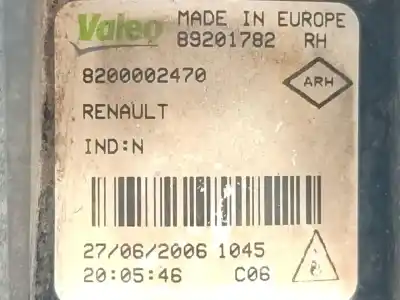 Valeo MADE IN EUROPE
89201782 RH
8200002470
ARH
RENAULT
IND:N
27/06/2006 1045
20:05:46 C06